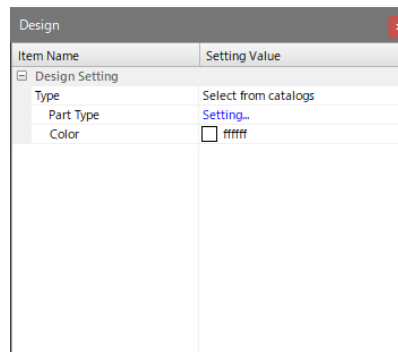 Design
Item Name Setting Value
Design Setting
Type Select from catalogs
Part Type Setting...
Color ffffff